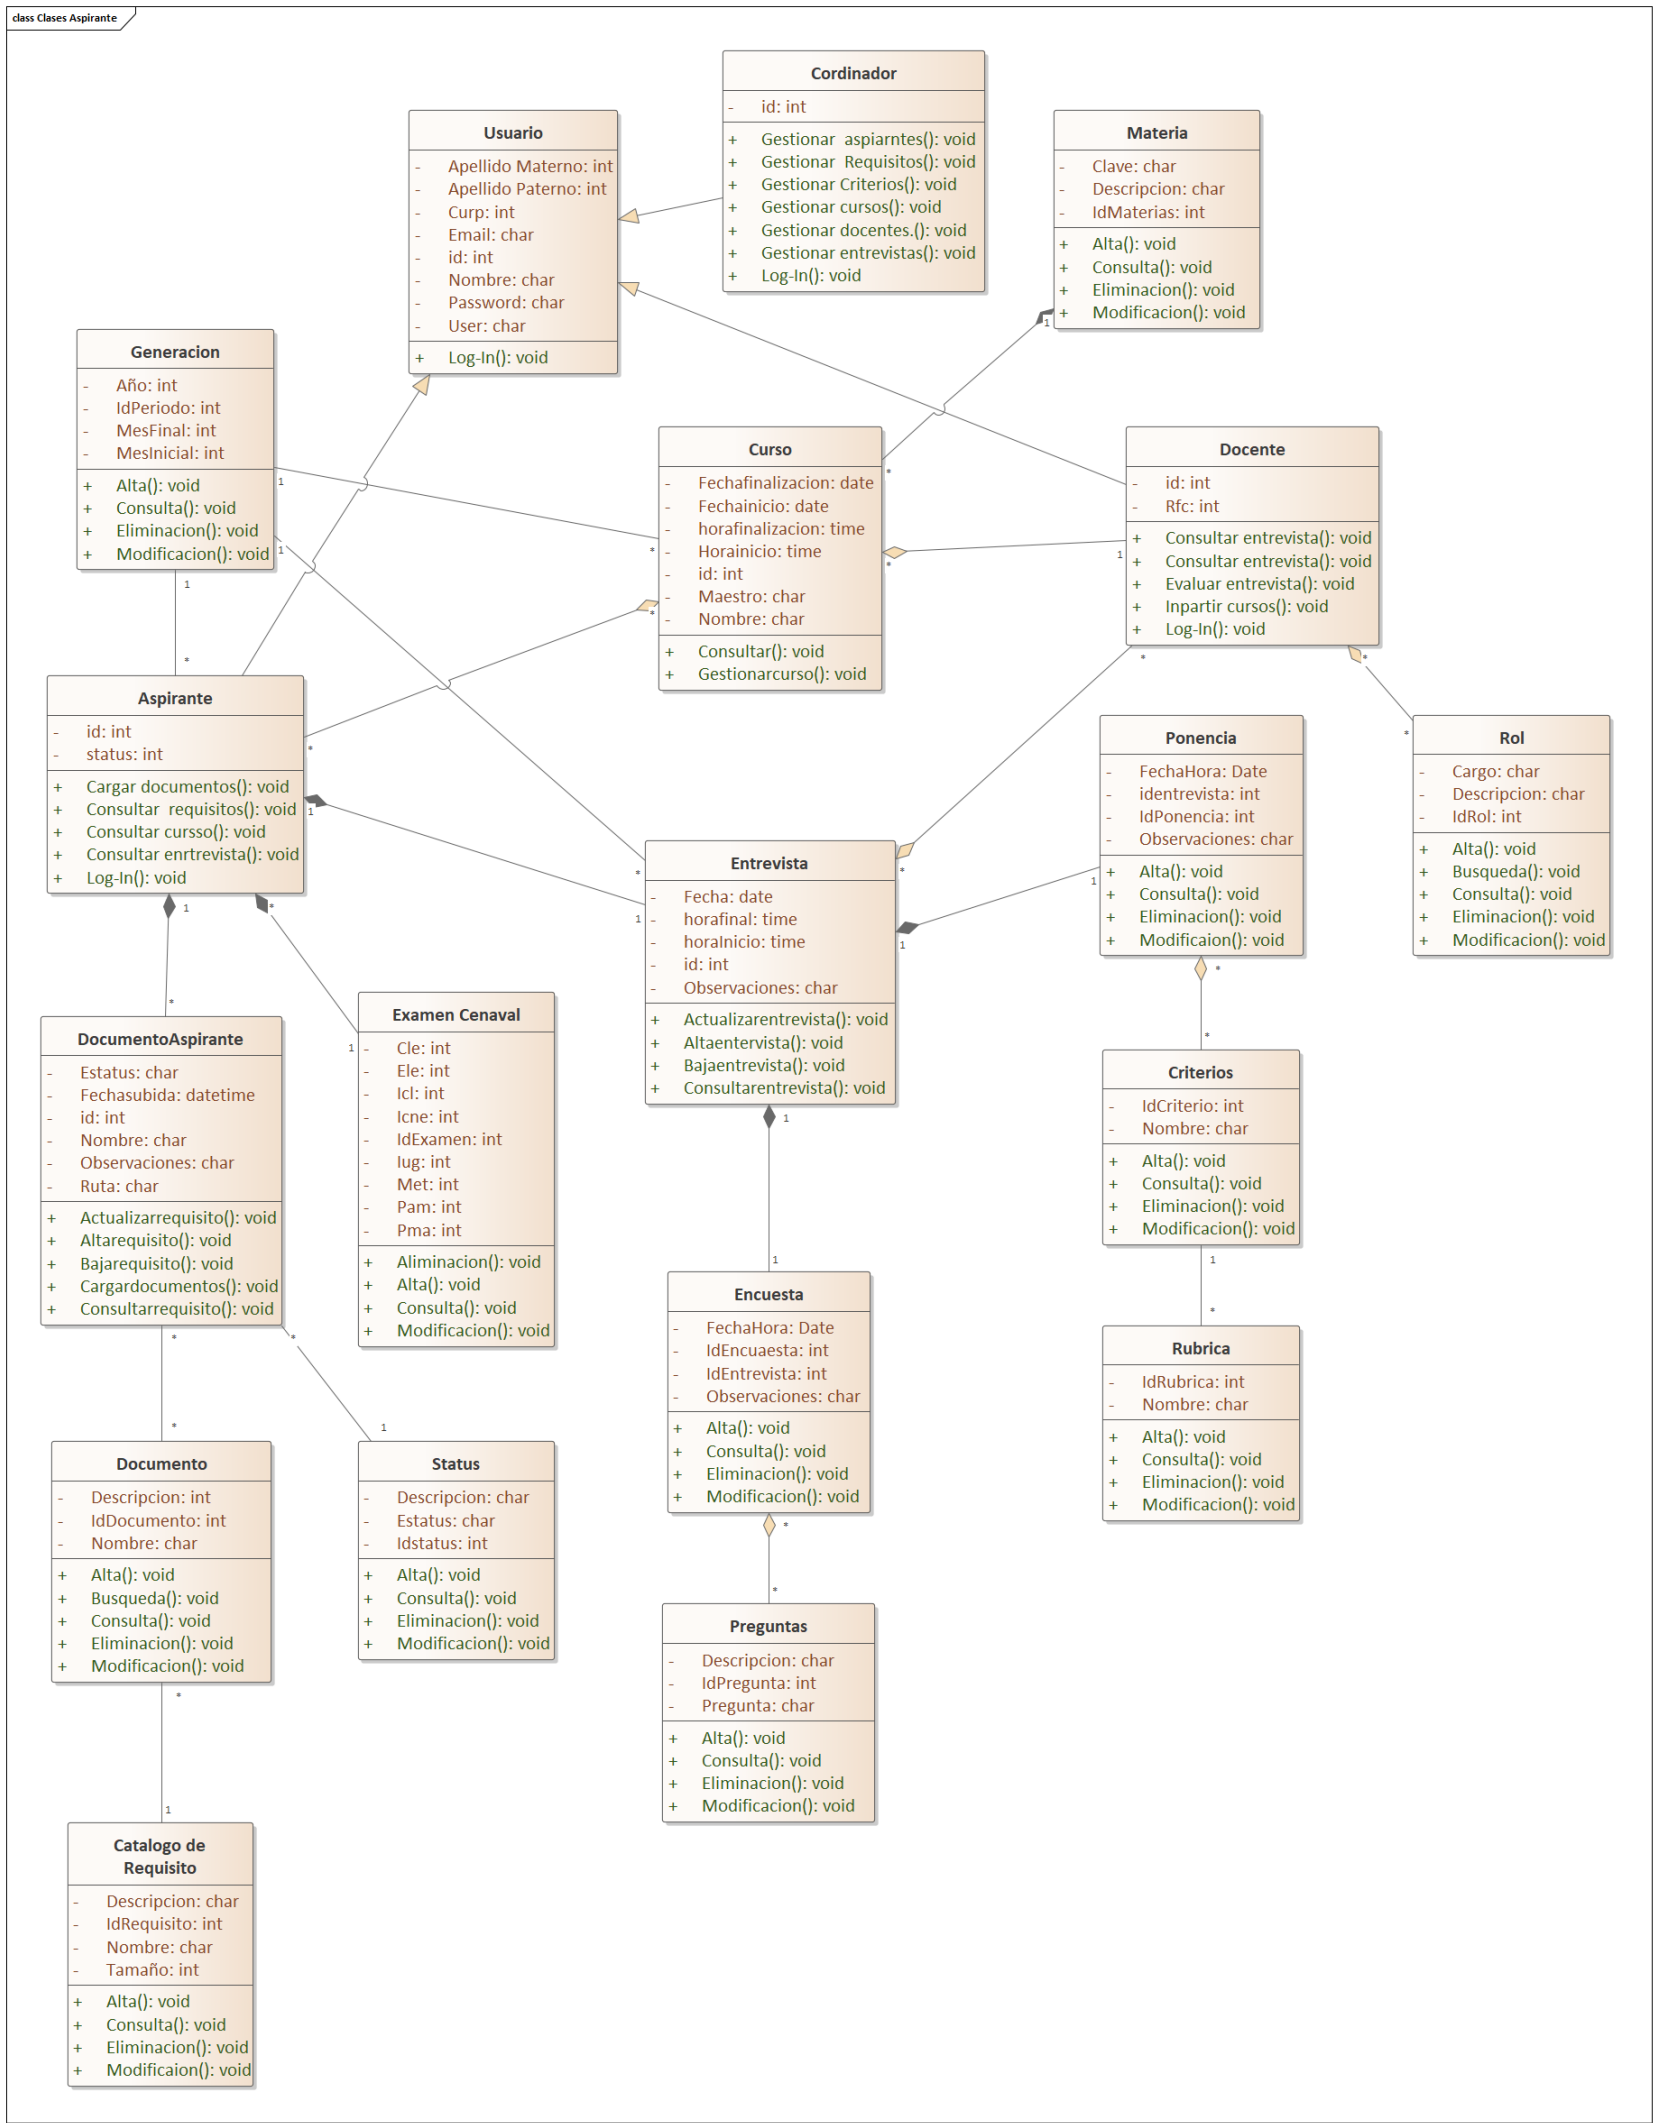 class Clases Aspirante
Cordinador
- id: int
+ Gestionar aspiarntes(): void
+ Gestionar Requisitos(): void
+ Gestionar Criterios(): void
+ Gestionar cursos(): void
+ Gestionar docentes.(): void
+ Gestionar entrevistas(): void
+ Log-In(): void
Usuario
- Apellido Materno: int
- Apellido Paterno: int
- Curp: int
- Email: char
- id: int
- Nombre: char
- Password: char
- User: char
+ Log-In(): void
Materia
- Clave: char
- Descripcion: char
- IdMaterias: int
+ Alta(): void
+ Consulta(): void
+ Eliminacion(): void
+ Modificacion(): void
1
Generacion
- Año: int
- IdPeriodo: int
- MesFinal: int
- MesInicial: int
+ Alta(): void
+ Consulta(): void
+ Eliminacion(): void
+ Modificacion(): void
1
1
1
*
Curso
- Fechafinalizacion: date
- Fechainicio: date
- horafinalizacion: time
- Horainicio: time
- id: int
- Maestro: char
- Nombre: char
+ Consultar(): void
+ Gestionarcurso(): void
*
*
*
*
Docente
- id: int
- Rfc: int
+ Consultar entrevista(): void
+ Consultar entrevista(): void
+ Evaluar entrevista(): void
+ Inpartir cursos(): void
+ Log-In(): void
1
*
*
Aspirante
- id: int
- status: int
+ Cargar documentos(): void
+ Consultar requisitos(): void
+ Consultar cursso(): void
+ Consultar enrtrevista(): void
+ Log-In(): void
*
1
1
*
Ponencia
- FechaHora: Date
- identrevista: int
- IdPonencia: int
- Observaciones: char
+ Alta(): void
+ Consulta(): void
+ Eliminacion(): void
+ Modificaion(): void
1
*
*
Rol
- Cargo: char
- Descripcion: char
- IdRol: int
+ Alta(): void
+ Busqueda(): void
+ Consulta(): void
+ Eliminacion(): void
+ Modificacion(): void
*
Entrevista
- Fecha: date
- horafinal: time
- horaInicio: time
- id: int
- Observaciones: char
+ Actualizarentrevista(): void
+ Altaentervista(): void
+ Bajaentrevista(): void
+ Consultarentrevista(): void
*
1
*
1
1
1
*
DocumentoAspirante
- Estatus: char
- Fechasubida: datetime
- id: int
- Nombre: char
- Observaciones: char
- Ruta: char
+ Actualizarrequisito(): void
+ Altarequisito(): void
+ Bajarequisito(): void
+ Cargardocumentos(): void
+ Consultarrequisito(): void
*
*
*
1
Examen Cenaval
- Cle: int
- Ele: int
- Icl: int
- Icne: int
- IdExamen: int
- Iug: int
- Met: int
- Pam: int
- Pma: int
+ Aliminacion(): void
+ Alta(): void
+ Consulta(): void
+ Modificacion(): void
1
Criterios
- IdCriterio: int
- Nombre: char
+ Alta(): void
+ Consulta(): void
+ Eliminacion(): void
+ Modificacion(): void
1
*
Encuesta
- FechaHora: Date
- IdEncuaesta: int
- IdEntrevista: int
- Observaciones: char
+ Alta(): void
+ Consulta(): void
+ Eliminacion(): void
+ Modificacion(): void
*
*
Rubrica
- IdRubrica: int
- Nombre: char
+ Alta(): void
+ Consulta(): void
+ Eliminacion(): void
+ Modificacion(): void
Documento
- Descripcion: int
- IdDocumento: int
- Nombre: char
+ Alta(): void
+ Busqueda(): void
+ Consulta(): void
+ Eliminacion(): void
+ Modificacion(): void
*
1
Status
- Descripcion: char
- Estatus: char
- Idstatus: int
+ Alta(): void
+ Consulta(): void
+ Eliminacion(): void
+ Modificacion(): void
Preguntas
- Descripcion: char
- IdPregunta: int
- Pregunta: char
+ Alta(): void
+ Consulta(): void
+ Eliminacion(): void
+ Modificacion(): void
Catalogo de
Requisito
- Descripcion: char
- IdRequisito: int
- Nombre: char
- Tamaño: int
+ Alta(): void
+ Consulta(): void
+ Eliminacion(): void
+ Modificaion(): void